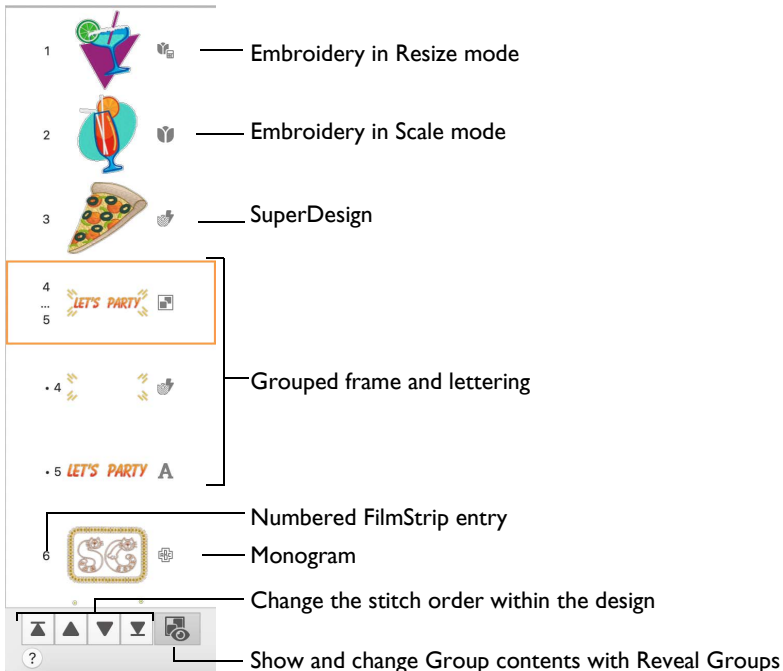 1
Embroidery in Resize mode
2
Embroidery in Scale mode
3
SuperDesign
4
...
5
LET'S PARTY
Grouped frame and lettering
• 4
• 5 LET'S PARTY A
Numbered FilmStrip entry
6 SG
Monogram
Change the stitch order within the design
?
Show and change Group contents with Reveal Groups